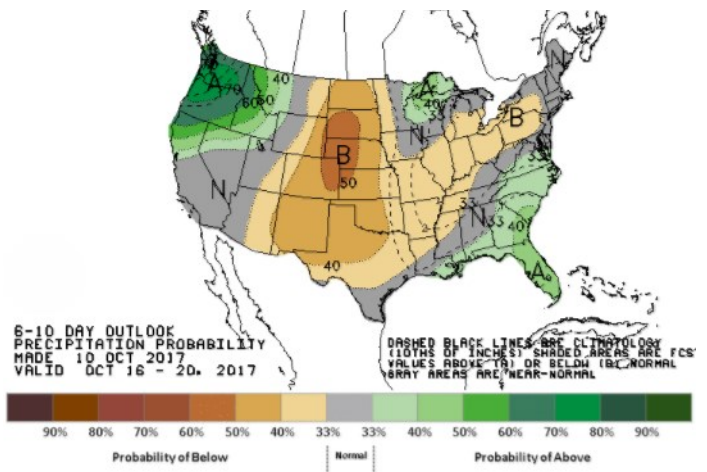 A
70
60
50
40
A
40
33
N
N
B
B
50
N
33
N
33
33
40
2
A
40
6-10 DAY OUTLOOK
PRECIPITATION PROBABILITY
MADE 10 OCT 2017
VALID OCT 16 - 20, 2017
DASHED BLACK LINES ARE CLIMATOLOGY
(10THS OF INCHES) SHADED AREAS ARE FCST
VALUES ABOVE (A) OR BELOW (B) NORMAL
GRAY AREAS ARE NEAR-NORMAL
90% 80% 70% 60% 50% 40% 33% 33% 40% 50% 60% 70% 80% 90%
Probability of Below Normal Probability of Above